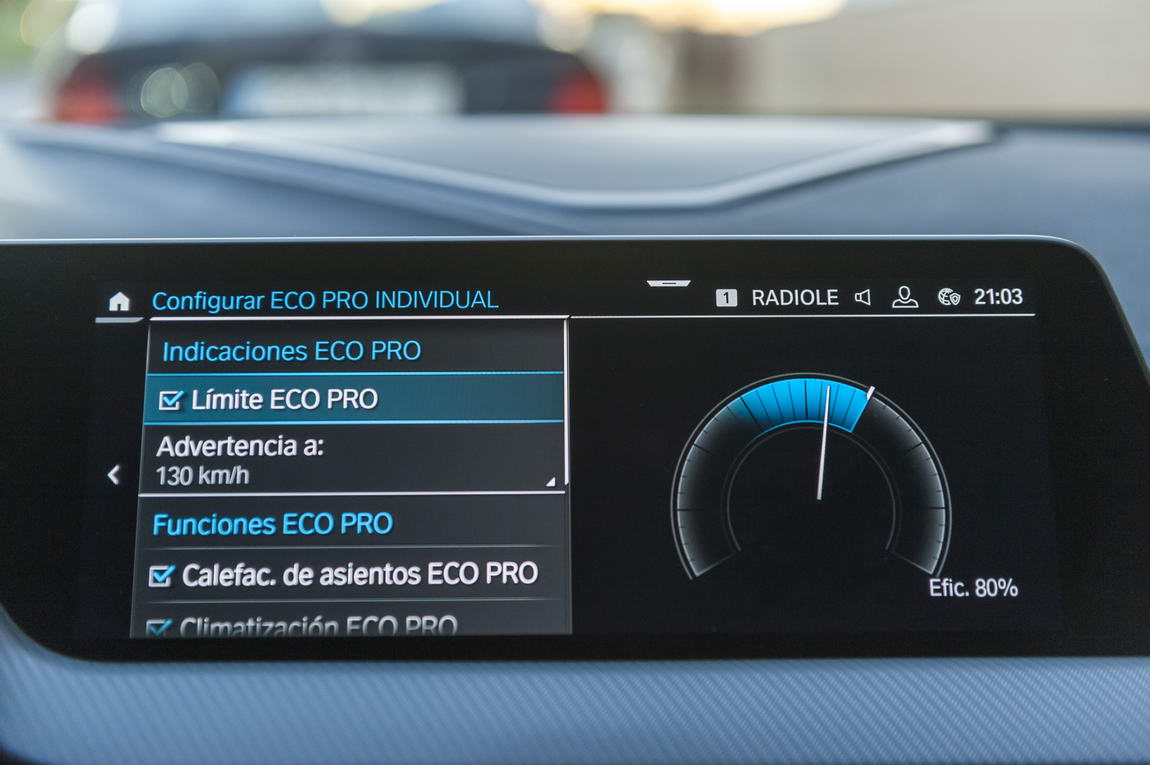 Configurar ECO PRO INDIVIDUAL
1 RADIOLE 21:03
Indicaciones ECO PRO
Límite ECO PRO
Advertencia a:
130 km/h
Funciones ECO PRO
Calefac. de asientos ECO PRO
Climatización ECO PRO
Efic. 80%